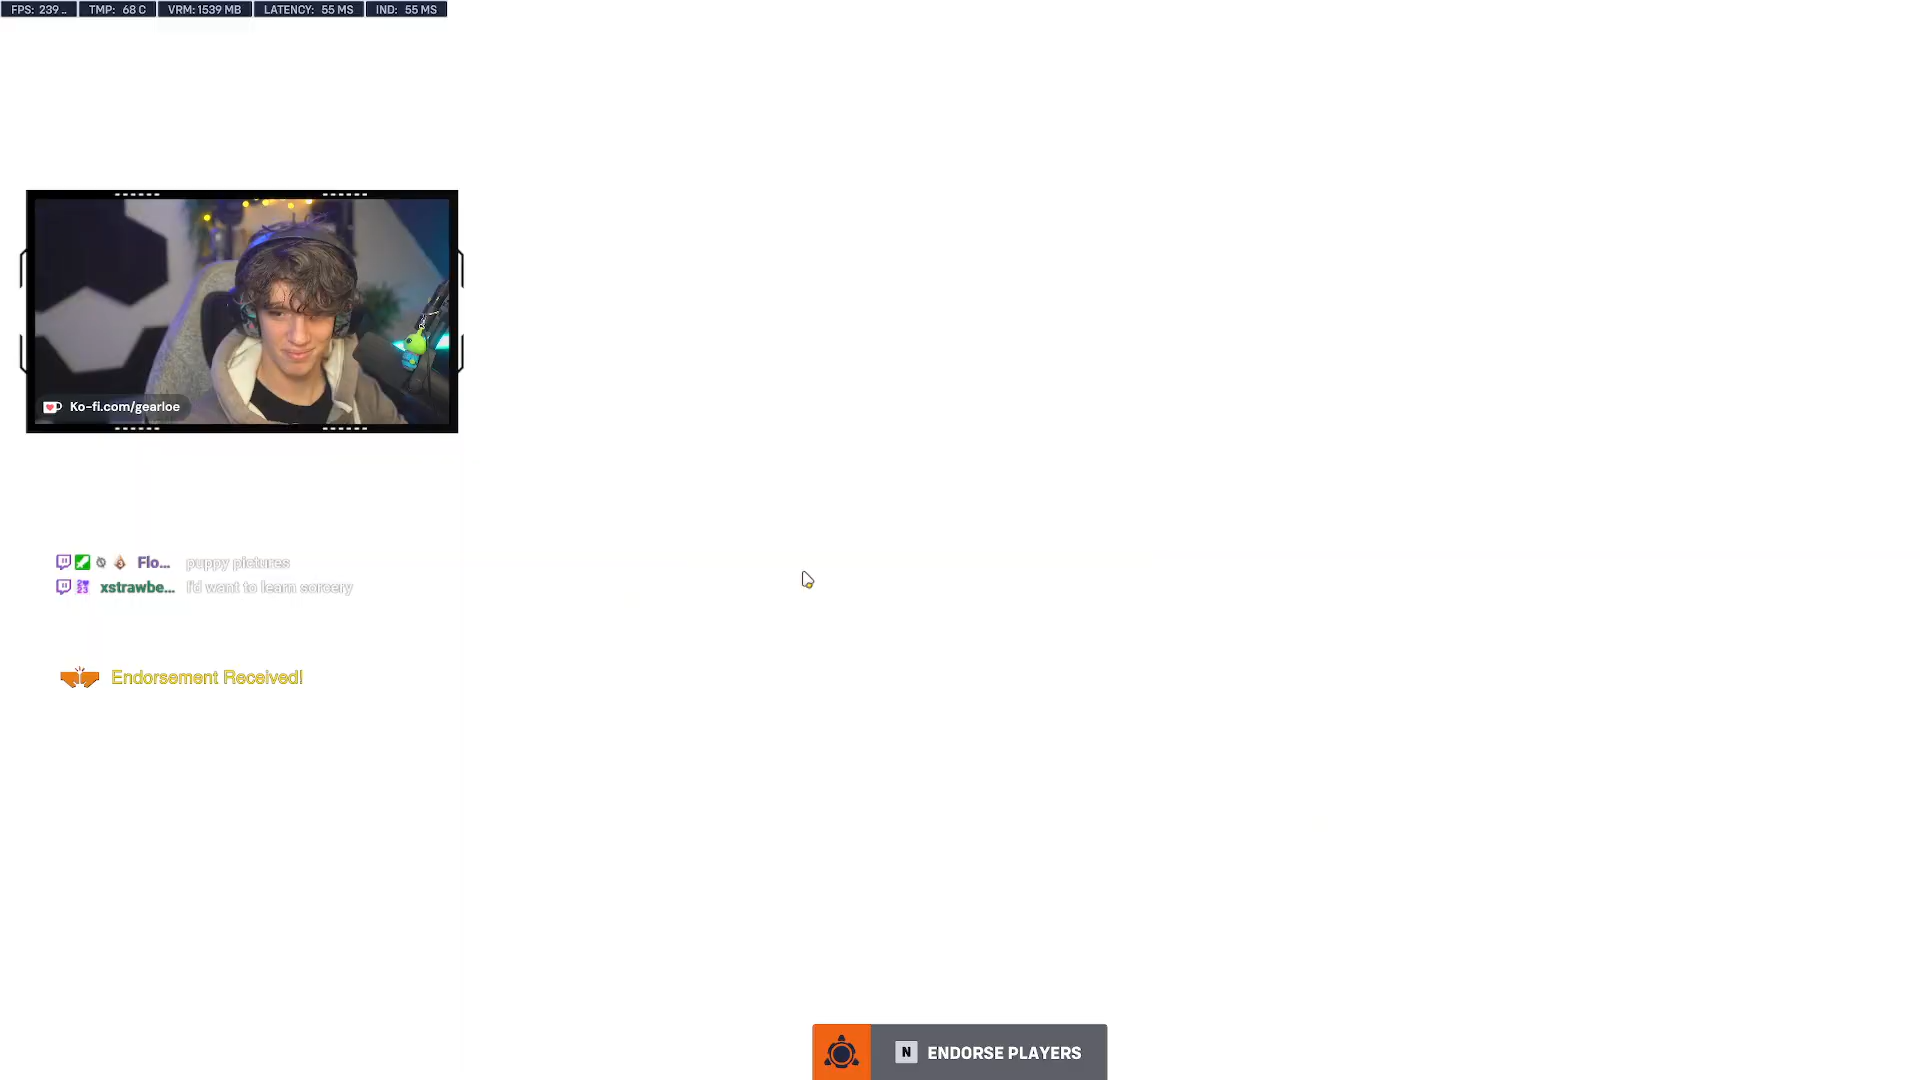 FPS: 239 .. TMP: 68 C VRM: 1539 MB LATENCY: 55 MS IND: 55 MS
Ko-fi.com/gearloe
Flo... puppy pictures
xstrawbe... I'd want to learn sorcery
Endorsement Received!
N ENDORSE PLAYERS